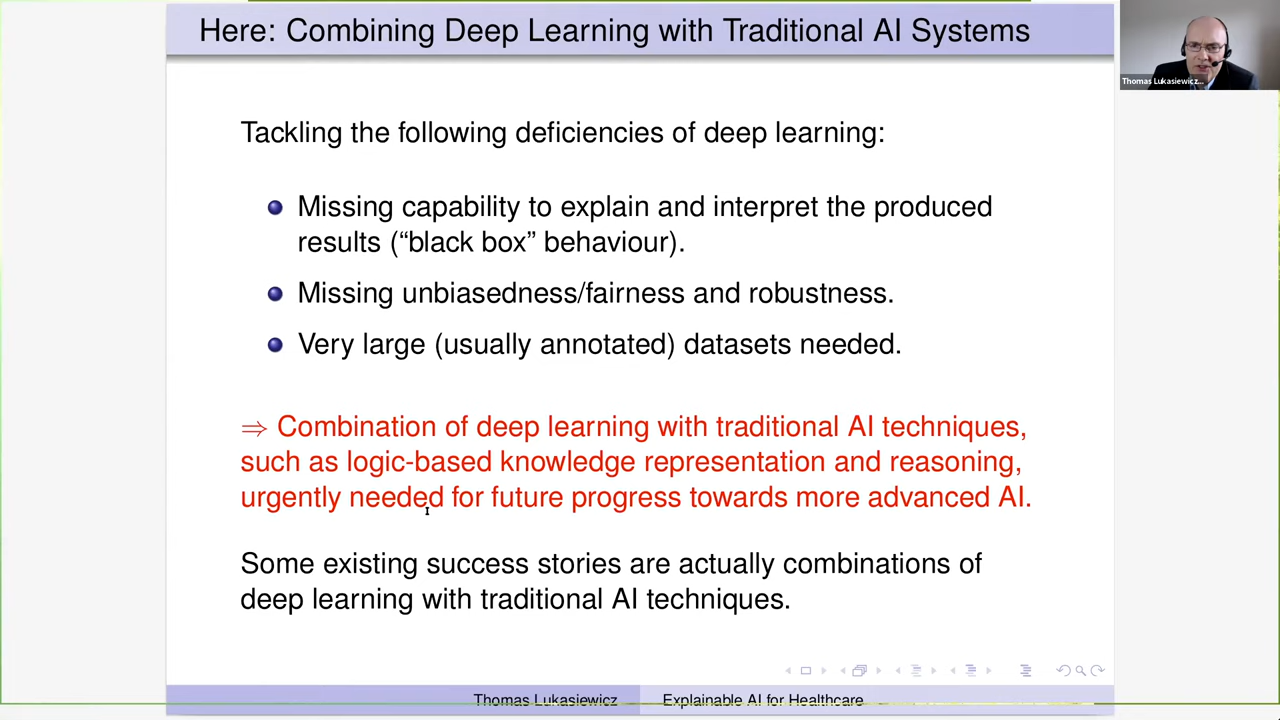 Here: Combining Deep Learning with Traditional AI Systems
Thomas Lukasiewicz...
Tackling the following deficiencies of deep learning:
Missing capability to explain and interpret the produced
results (“black box” behaviour).
Missing unbiasedness/fairness and robustness.
Very large (usually annotated) datasets needed.
⇒ Combination of deep learning with traditional AI techniques,
such as logic-based knowledge representation and reasoning,
urgently needed for future progress towards more advanced AI.
Some existing success stories are actually combinations of
deep learning with traditional AI techniques.
Thomas Lukasiewicz
Explainable AI for Healthcare